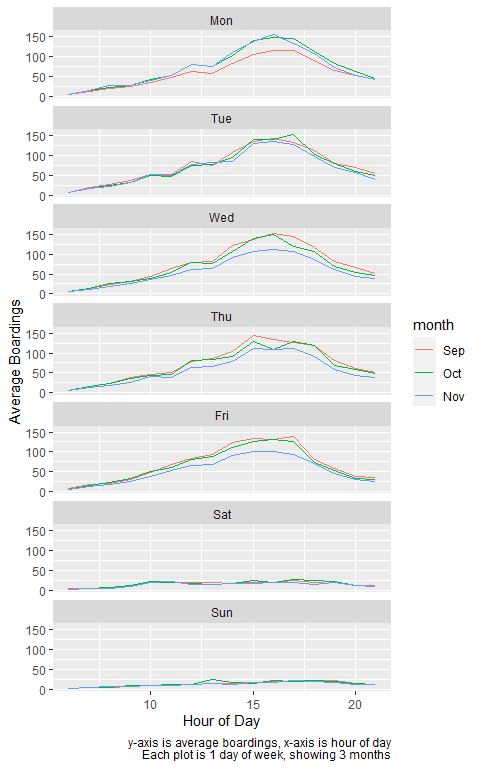 Mon
150
100
50
0
Tue
150
100
50
0
Wed
150
100
50
0
Thu
150
100
50
0
Fri
150
100
50
0
Sat
150
100
50
0
Sun
150
100
50
0
10 15 20
Hour of Day
Average Boardings
month
Sep
Oct
Nov
y-axis is average boardings, x-axis is hour of day
Each plot is 1 day of week, showing 3 months